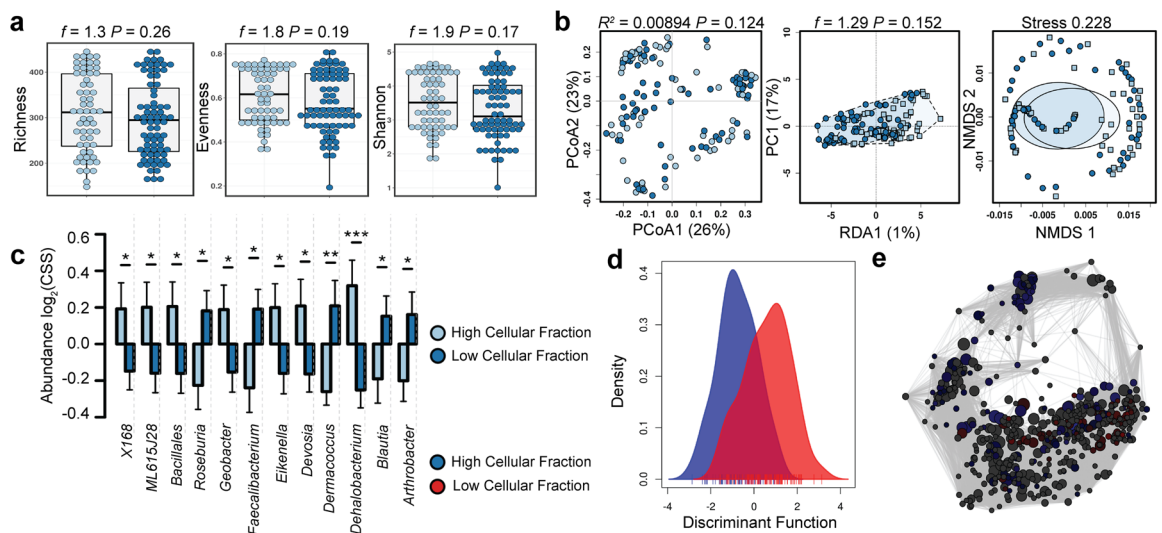 a
f = 1.3 P = 0.26
f = 1.8 P = 0.19
f = 1.9 P = 0.17
Richness
400
300
200
Evenness
0.8
0.6
0.4
0.2
Shannon
5
4
3
2
1
b
R² = 0.00894 P = 0.124
f = 1.29 P = 0.152
Stress 0.228
PCoA2 (23%)
0.2
0.1
0.0
-0.2
-0.3
-0.4
-0.2
-0.1
0.0
0.1
0.2
0.3
PCoA1 (26%)
PC1 (17%)
10
5
0
-5
-5
0
5
RDA1 (1%)
NMDS 2
0.01
0.00
-0.01
-0.015
-0.005
0.005
0.015
NMDS 1
c
Abundance log₂(CSS)
0.6
0.4
0.2
0.0
-0.2
-0.4
* * * * * * * * ** *** * *
X168
ML615J28
Bacillales
Roseburia
Geobacter
Faecalibacterium
Eikenella
Devosia
Dermacoccus
Dehalobacterium
Blautia
Arthrobacter
High Cellular Fraction
Low Cellular Fraction
High Cellular Fraction
Low Cellular Fraction
d
Density
0.4
0.3
0.2
0.1
0.0
-4
-2
0
2
4
Discriminant Function
e